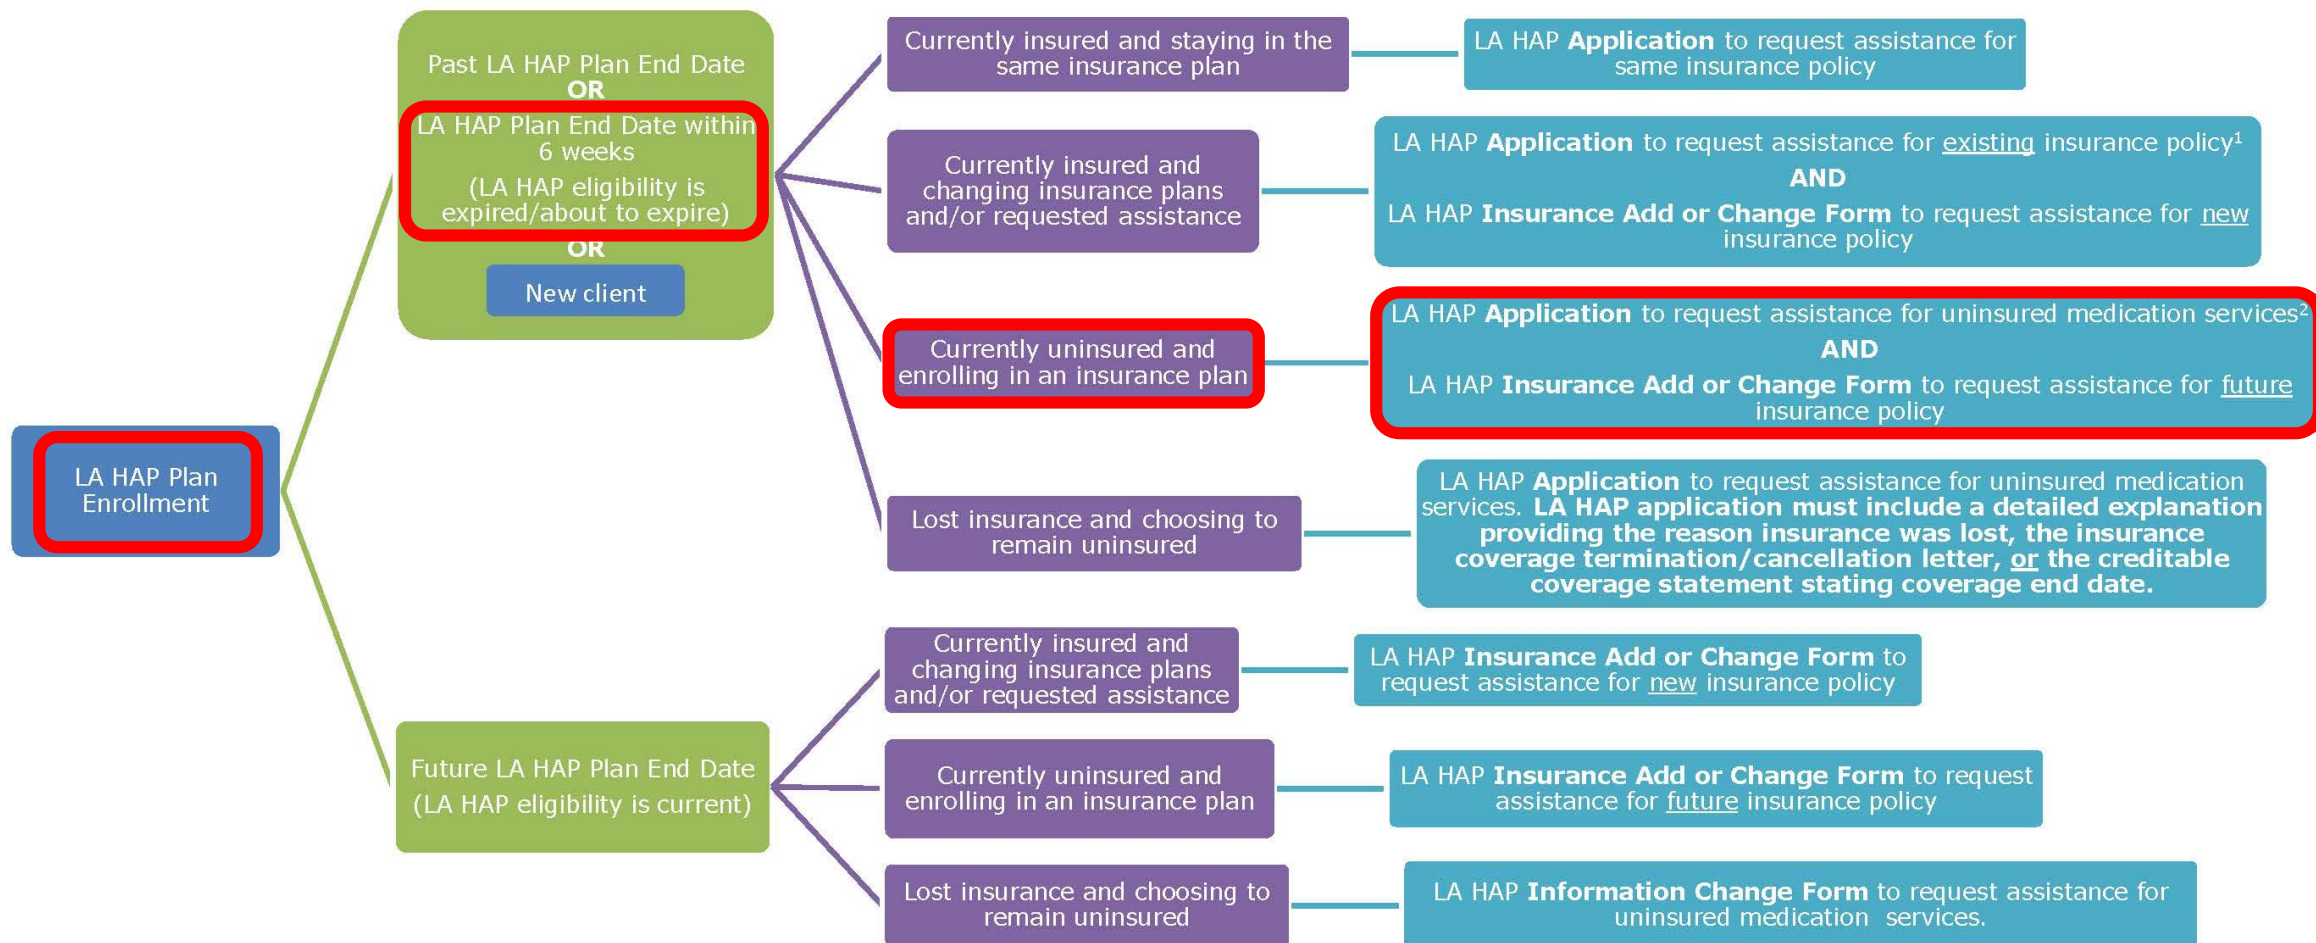 LA HAP Plan
Enrollment
Past LA HAP Plan End Date
OR
LA HAP Plan End Date within
6 weeks
(LA HAP eligibility is
expired/about to expire)
OR
New client
Currently insured and staying in the
same insurance plan
LA HAP Application to request assistance for
same insurance policy
Currently insured and
changing insurance plans
and/or requested assistance
LA HAP Application to request assistance for existing insurance policy¹
AND
LA HAP Insurance Add or Change Form to request assistance for new
insurance policy
Currently uninsured and
enrolling in an insurance plan
LA HAP Application to request assistance for uninsured medication services²
AND
LA HAP Insurance Add or Change Form to request assistance for future
insurance policy
Lost insurance and choosing to
remain uninsured
LA HAP Application to request assistance for uninsured medication
services. LA HAP application must include a detailed explanation
providing the reason insurance was lost, the insurance
coverage termination/cancellation letter, or the creditable
coverage statement stating coverage end date.
Future LA HAP Plan End Date
(LA HAP eligibility is current)
Currently insured and
changing insurance plans
and/or requested assistance
LA HAP Insurance Add or Change Form to
request assistance for new insurance policy
Currently uninsured and
enrolling in an insurance plan
LA HAP Insurance Add or Change Form to request
assistance for future insurance policy
Lost insurance and choosing to
remain uninsured
LA HAP Information Change Form to request assistance for
uninsured medication services.